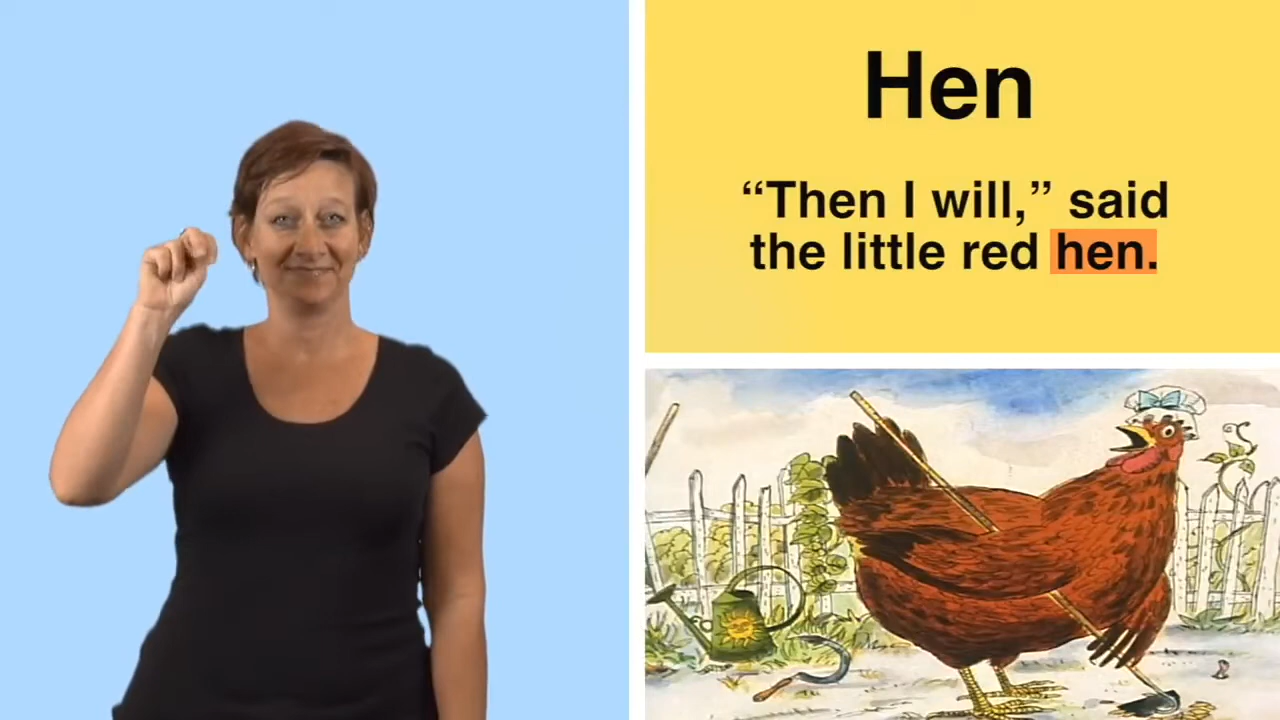 Hen
“Then I will,” said
the little red hen.